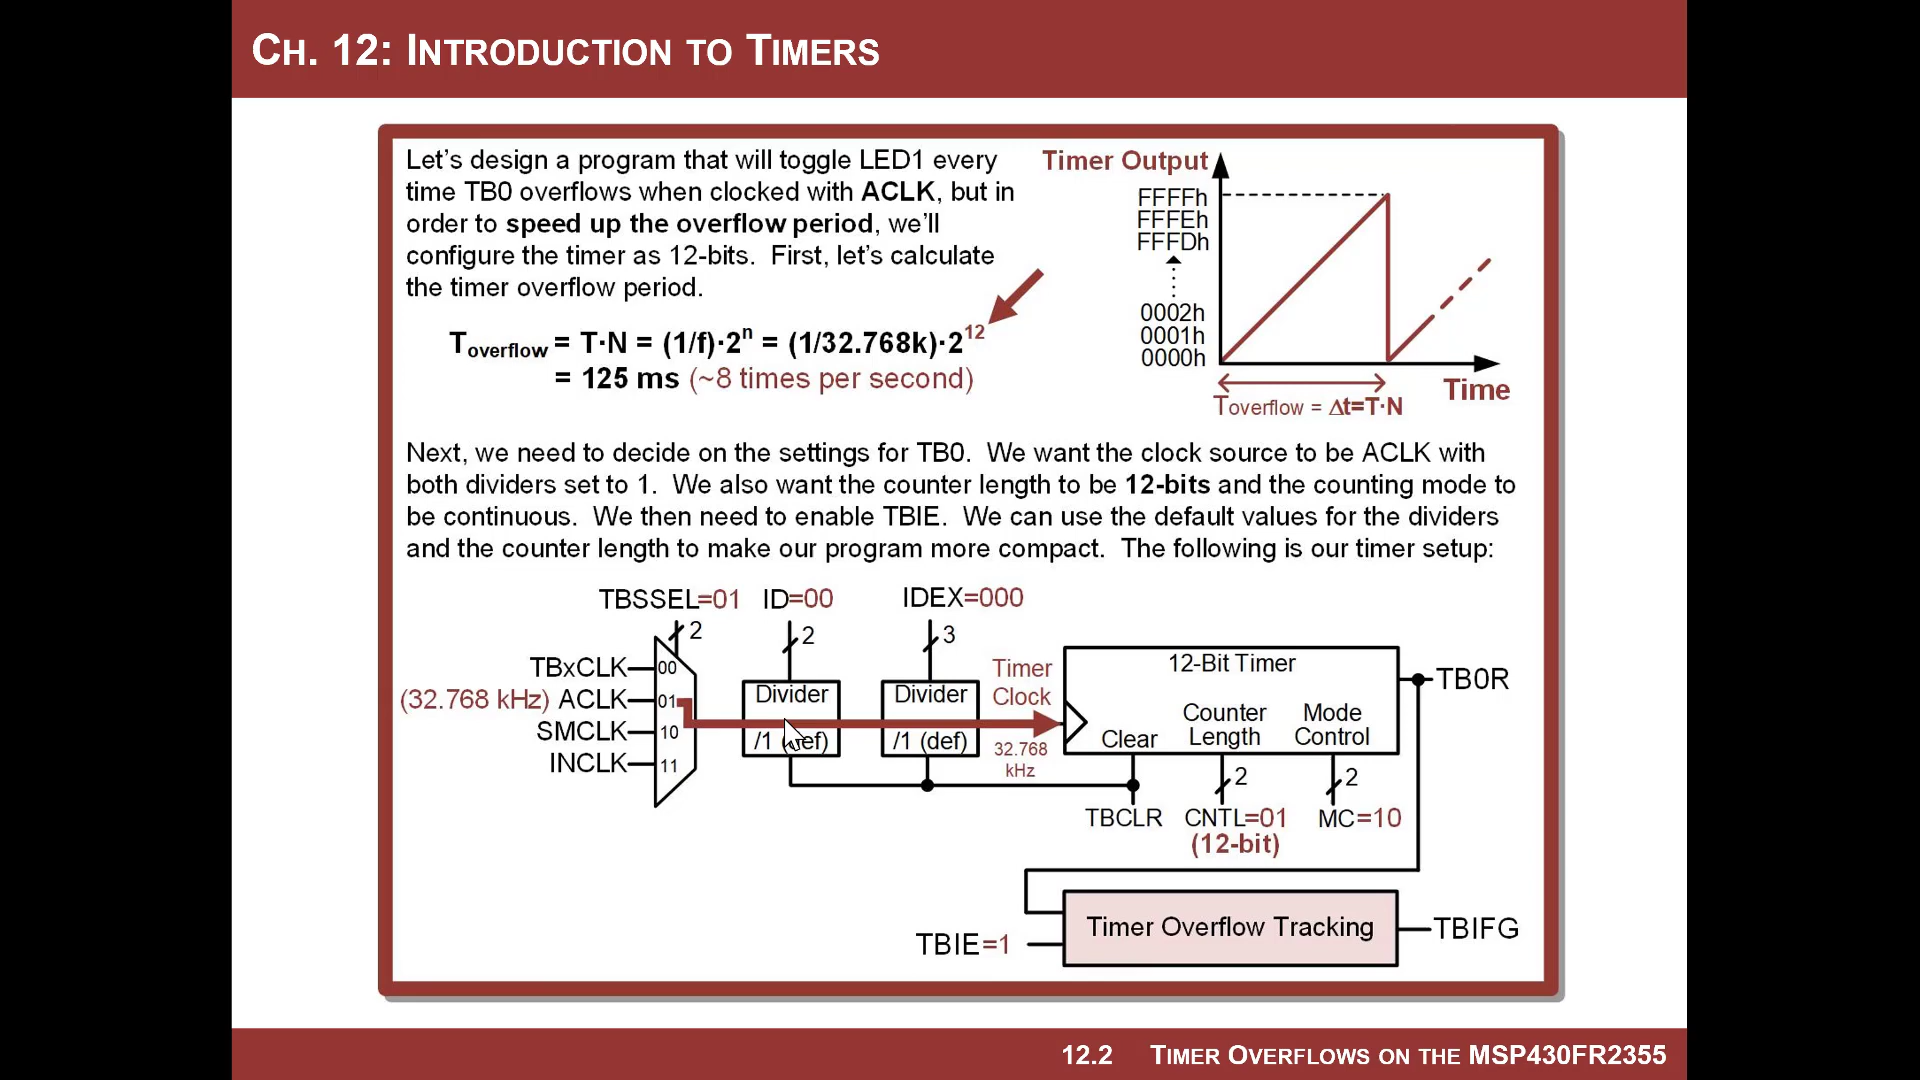 CH. 12: INTRODUCTION TO TIMERS
Let's design a program that will toggle LED1 every
time TB0 overflows when clocked with ACLK, but in
order to speed up the overflow period, we'll
configure the timer as 12-bits. First, let's calculate
the timer overflow period.
Toverflow = T·N = (1/f)·2^n = (1/32.768k)·2^12
= 125 ms (~8 times per second)
Timer Output
FFFFh
FFFEh
FFFDh
0002h
0001h
0000h
Time
Toverflow = Δt=T·N
Next, we need to decide on the settings for TB0. We want the clock source to be ACLK with
both dividers set to 1. We also want the counter length to be 12-bits and the counting mode to
be continuous. We then need to enable TBIE. We can use the default values for the dividers
and the counter length to make our program more compact. The following is our timer setup:
TBSSEL=01 ID=00 IDEX=000
2 2 3
TBxCLK 00
(32.768 kHz) ACLK 01
SMCLK 10
INCLK 11
Divider
/1 (def)
Divider
/1 (def)
Timer
Clock
32.768
kHz
12-Bit Timer
Clear
Counter
Length
Mode
Control
TB0R
2 2
TBCLR CNTL=01 MC=10
(12-bit)
Timer Overflow Tracking
TBIE=1
TBIFG
12.2 TIMER OVERFLOWS ON THE MSP430FR2355